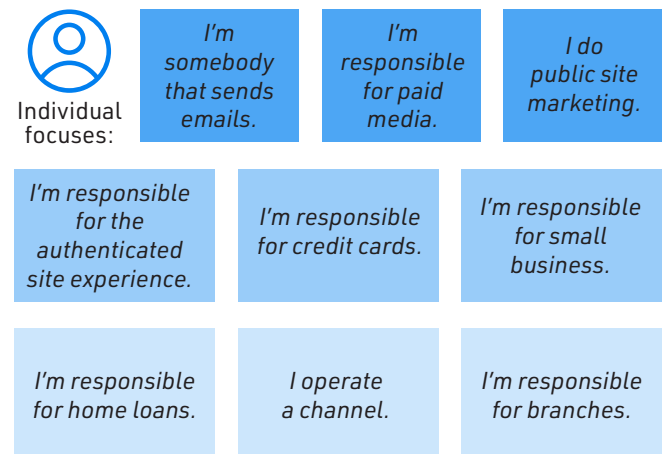 Individual
focuses:
I'm
somebody
that sends
emails.
I'm
responsible
for paid
media.
I do
public site
marketing.
I'm responsible
for the
authenticated
site experience.
I'm responsible
for credit cards.
I'm responsible
for small
business.
I'm responsible
for home loans.
I operate
a channel.
I'm responsible
for branches.